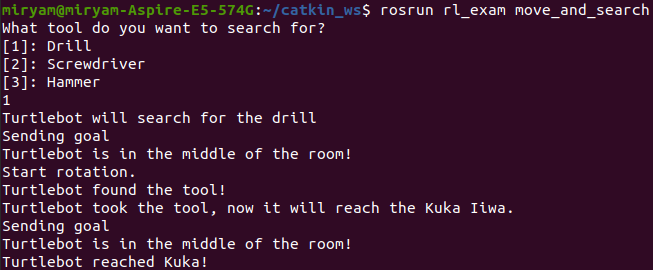 miryam@miryam-Aspire-E5-574G:~/catkin_ws$ rosrun rl_exam move_and_search
What tool do you want to search for?
[1]: Drill
[2]: Screwdriver
[3]: Hammer
1
Turtlebot will search for the drill
Sending goal
Turtlebot is in the middle of the room!
Start rotation.
Turtlebot found the tool!
Turtlebot took the tool, now it will reach the Kuka Iiwa.
Sending goal
Turtlebot is in the middle of the room!
Turtlebot reached Kuka!